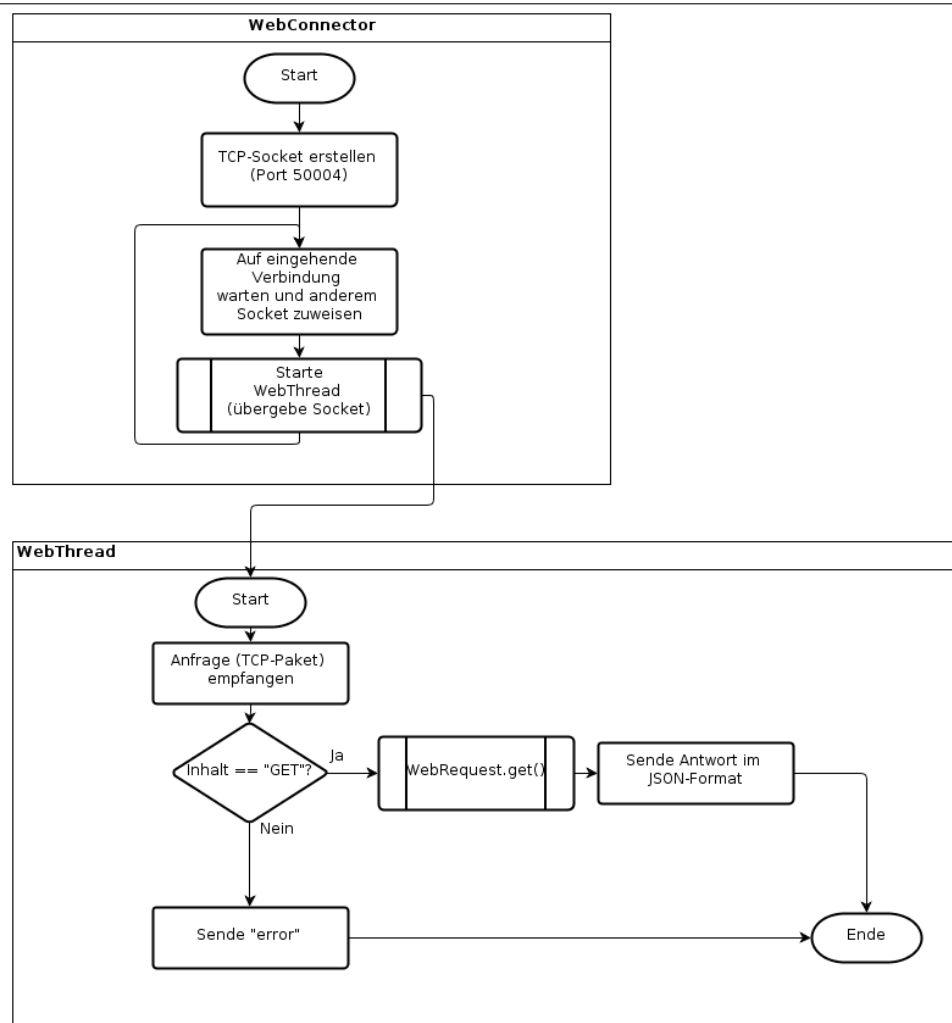 WebConnector
Start
TCP-Socket erstellen
(Port 50004)
Auf eingehende
Verbindung
warten und anderem
Socket zuweisen
Starte
WebThread
(übergebe Socket)
WebThread
Start
Anfrage (TCP-Paket)
empfangen
Inhalt == "GET"?
Ja
WebRequest.get()
Sende Antwort im
JSON-Format
Nein
Sende "error"
Ende